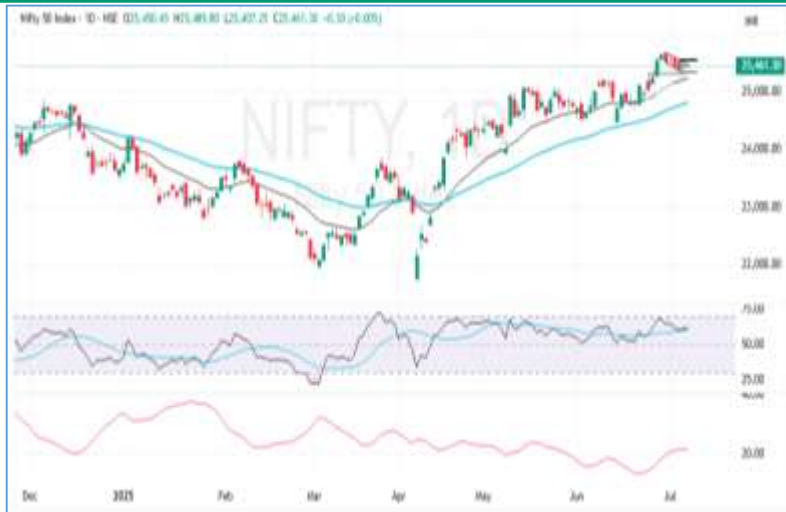 Nifty 50 Index · 1D · NSE
INR
25,461.30
25,000.00
24,000.00
23,000.00
22,000.00
NIFTY, 1D
75.00
50.00
25.00
40.00
20.00
Dec
2025
Feb
Mar
Apr
May
Jun
Jul